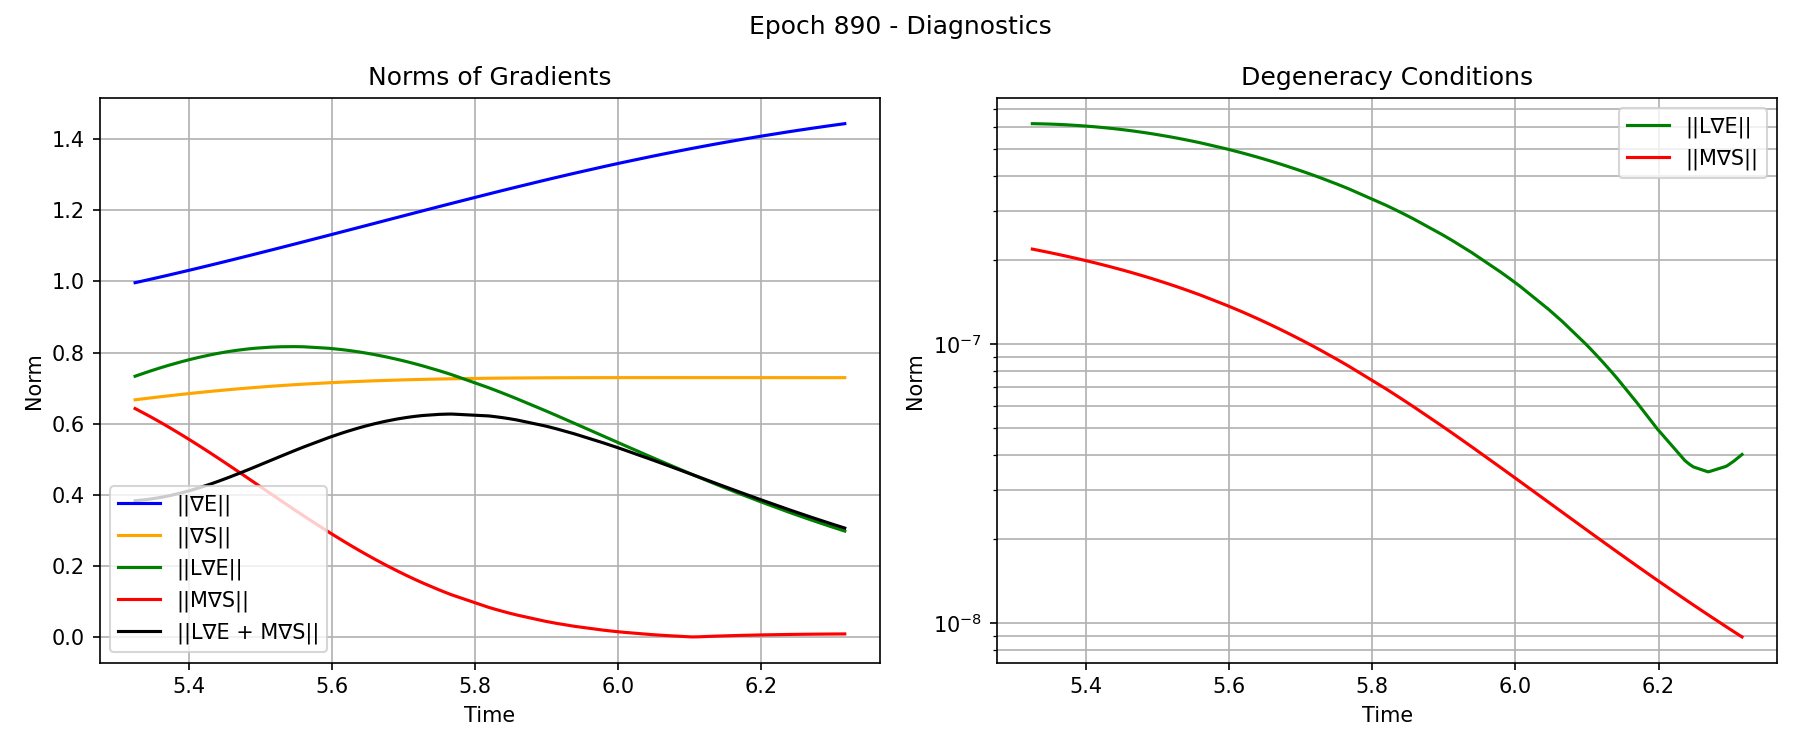 Epoch 890 - Diagnostics
Norms of Gradients
Norm
1.4
1.2
1.0
0.8
0.6
0.4
0.2
0.0
||∇E||
||∇S||
||L∇E||
||M∇S||
||L∇E + M∇S||
5.4 5.6 5.8 6.0 6.2
Time
Degeneracy Conditions
Norm
10⁻⁷
10⁻⁸
||L∇E||
||M∇S||
5.4 5.6 5.8 6.0 6.2
Time